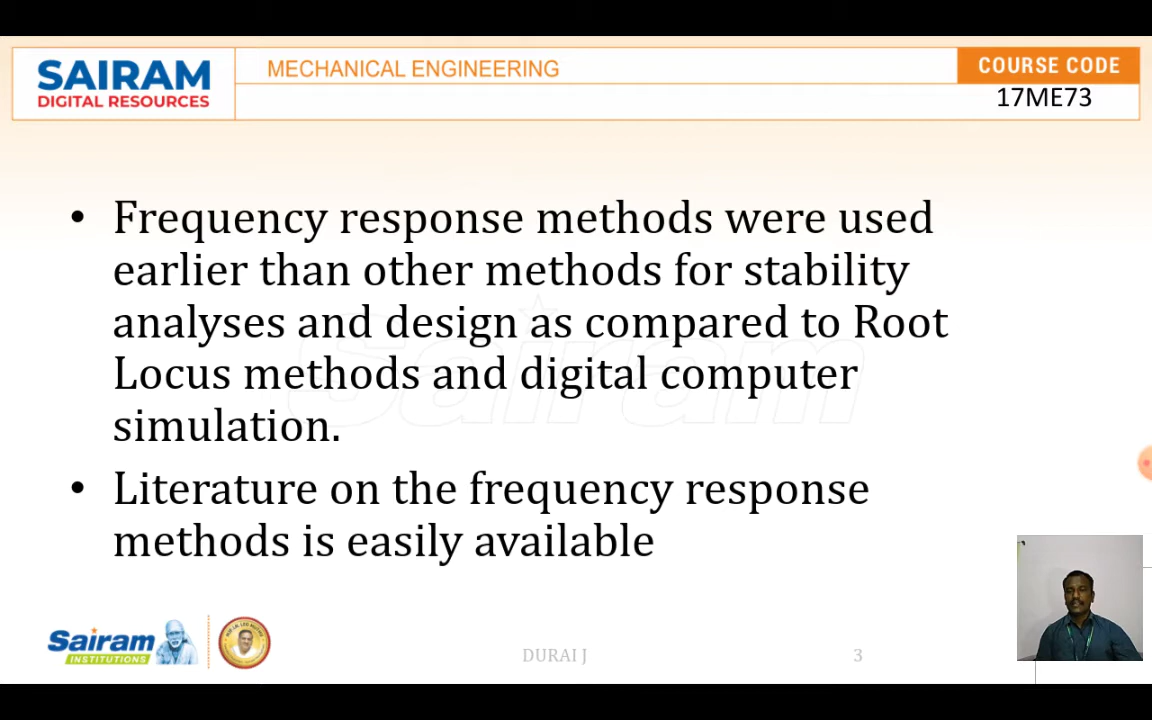 SAIRAM
DIGITAL RESOURCES
MECHANICAL ENGINEERING
COURSE CODE
17ME73
• Frequency response methods were used
earlier than other methods for stability
analyses and design as compared to Root
Locus methods and digital computer
simulation.
• Literature on the frequency response
methods is easily available
Sairam
Sairam
INSTITUTIONS
DURAI J
3